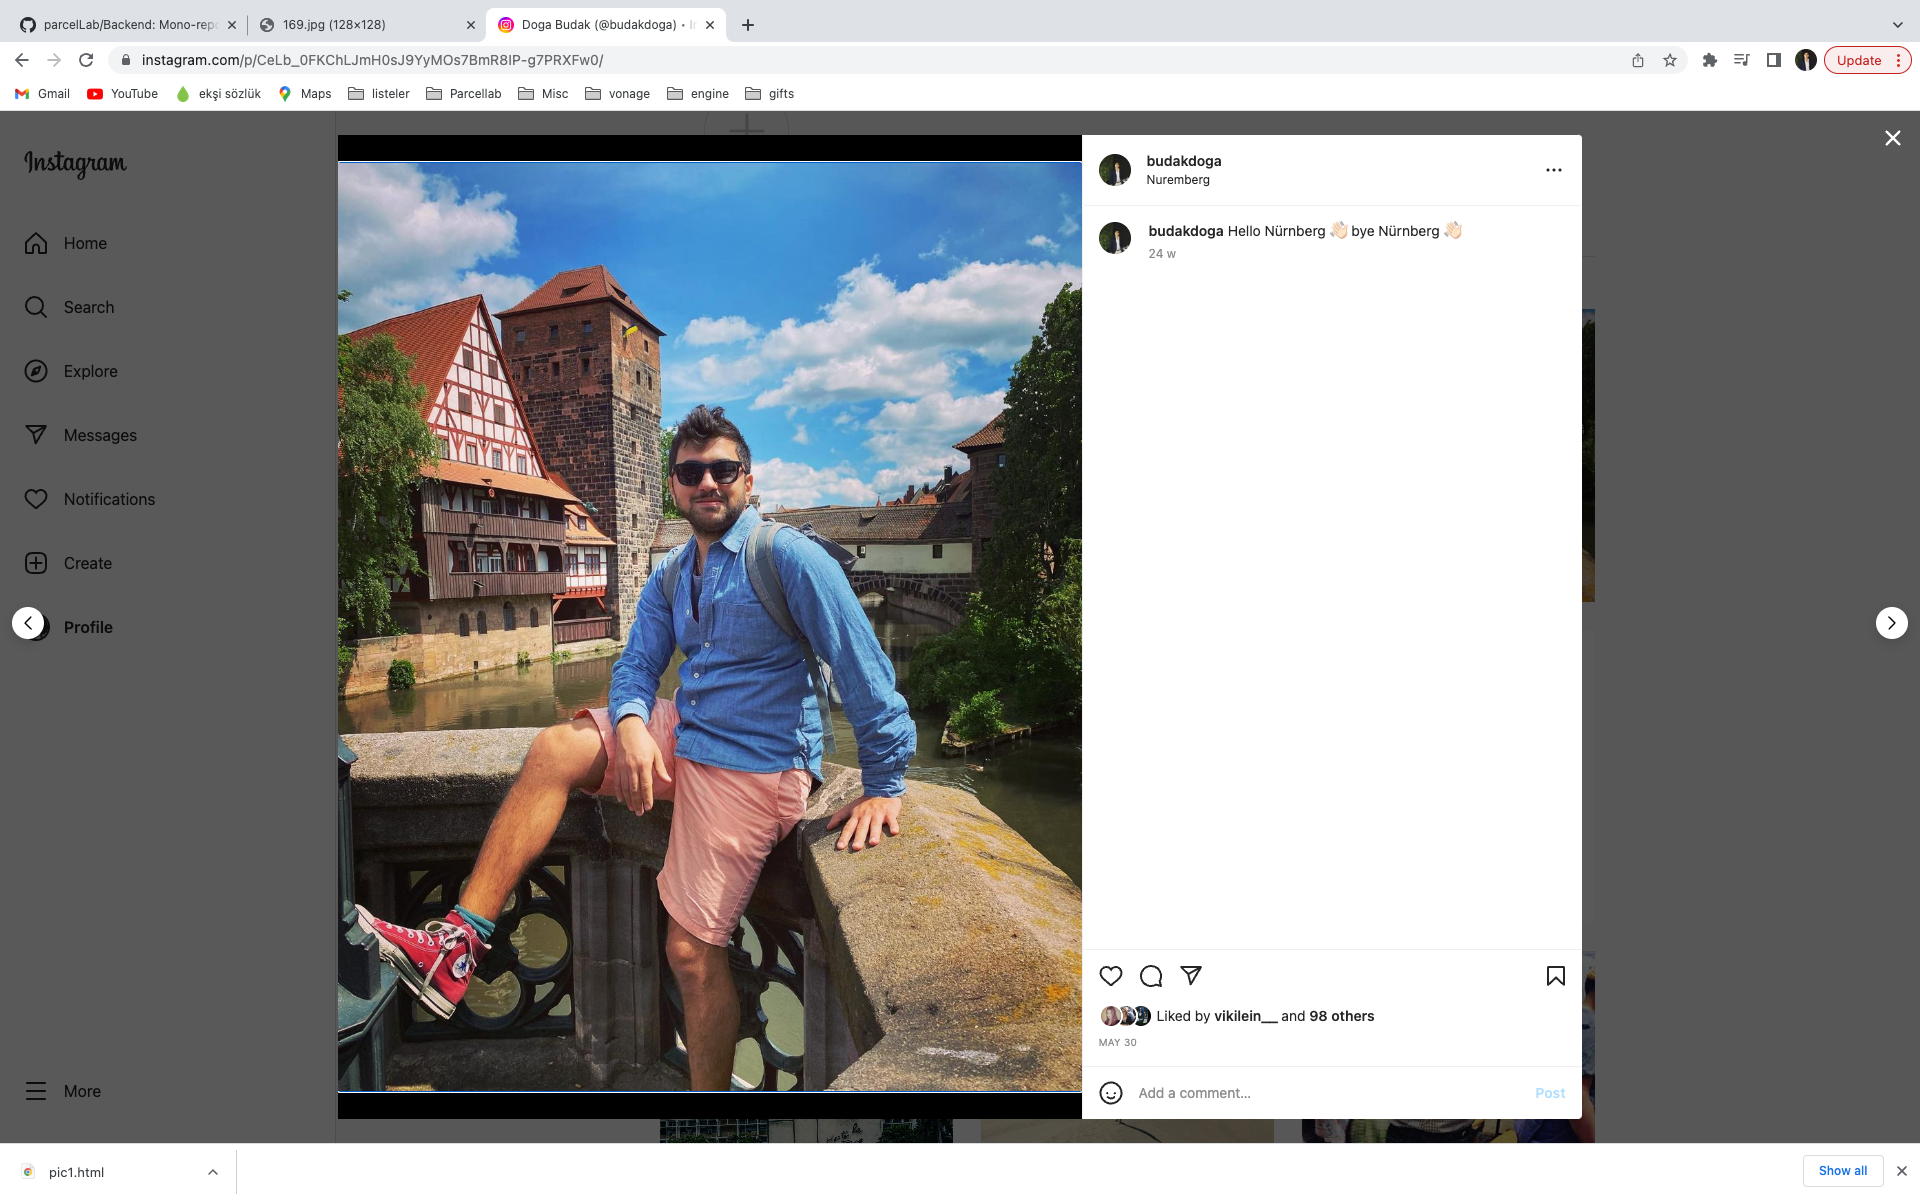 parcelLab/Backend: Mono-repo
169.jpg (128×128)
Doga Budak (@budakdoga) •
instagram.com/p/CeLb_0FKChLJmH0sJ9YyMOs7BmR8IP-g7PRXFw0/
Update
Gmail
YouTube
ekşi sözlük
Maps
listeler
Parcellab
Misc
vonage
engine
gifts
Instagram
Home
Search
Explore
Messages
Notifications
Create
Profile
More
budakdoga
Nuremberg
budakdoga Hello Nürnberg 👋🏻 bye Nürnberg 👋🏻
24 w
Liked by vikilein__ and 98 others
MAY 30
Add a comment...
Post
pic1.html
Show all